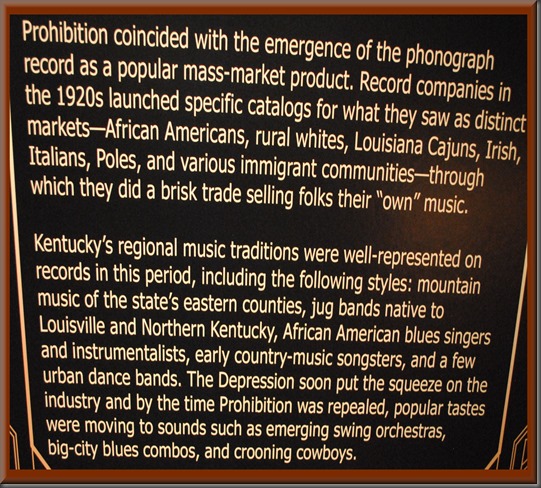 Prohibition coincided with the emergence of the phonograph
record as a popular mass-market product. Record companies in
the 1920s launched specific catalogs for what they saw as distinct
markets—African Americans, rural whites, Louisiana Cajuns, Irish,
Italians, Poles, and various immigrant communities—through
which they did a brisk trade selling folks their “own” music.
Kentucky’s regional music traditions were well-represented on
records in this period, including the following styles: mountain
music of the state’s eastern counties, jug bands native to
Louisville and Northern Kentucky, African American blues singers
and instrumentalists, early country-music songsters, and a few
urban dance bands. The Depression soon put the squeeze on the
industry and by the time Prohibition was repealed, popular tastes
were moving to sounds such as emerging swing orchestras,
big-city blues combos, and crooning cowboys.